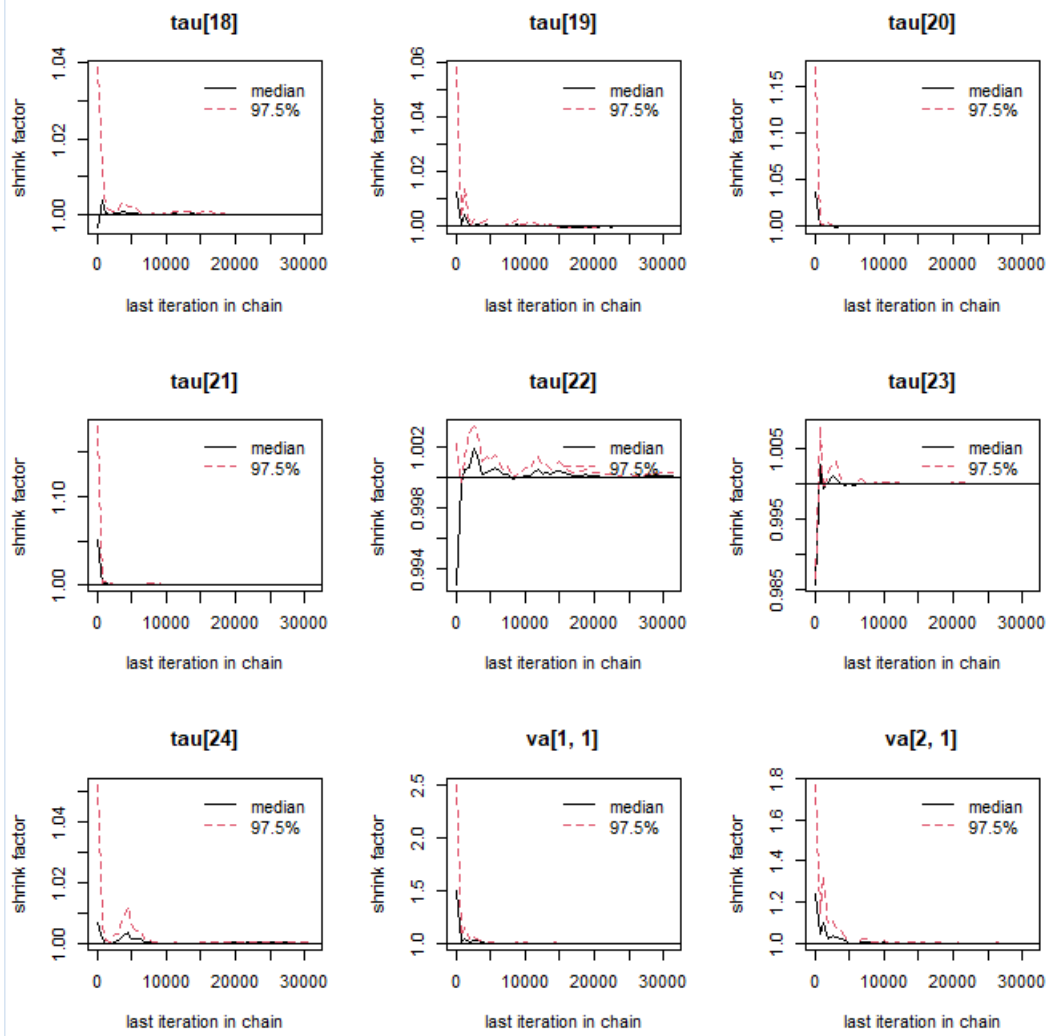 tau[18]
shrink factor
1.00 1.02 1.04
median
97.5%
0 10000 20000 30000
last iteration in chain
tau[19]
shrink factor
1.00 1.02 1.04 1.06
median
97.5%
0 10000 20000 30000
last iteration in chain
tau[20]
shrink factor
1.00 1.05 1.10 1.15
median
97.5%
0 10000 20000 30000
last iteration in chain
tau[21]
shrink factor
1.00 1.10
median
97.5%
0 10000 20000 30000
last iteration in chain
tau[22]
shrink factor
0.994 0.998 1.002
median
97.5%
0 10000 20000 30000
last iteration in chain
tau[23]
shrink factor
0.985 0.995 1.005
median
97.5%
0 10000 20000 30000
last iteration in chain
tau[24]
shrink factor
1.00 1.02 1.04
median
97.5%
0 10000 20000 30000
last iteration in chain
va[1, 1]
shrink factor
1.0 1.5 2.0 2.5
median
97.5%
0 10000 20000 30000
last iteration in chain
va[2, 1]
shrink factor
1.0 1.2 1.4 1.6 1.8
median
97.5%
0 10000 20000 30000
last iteration in chain